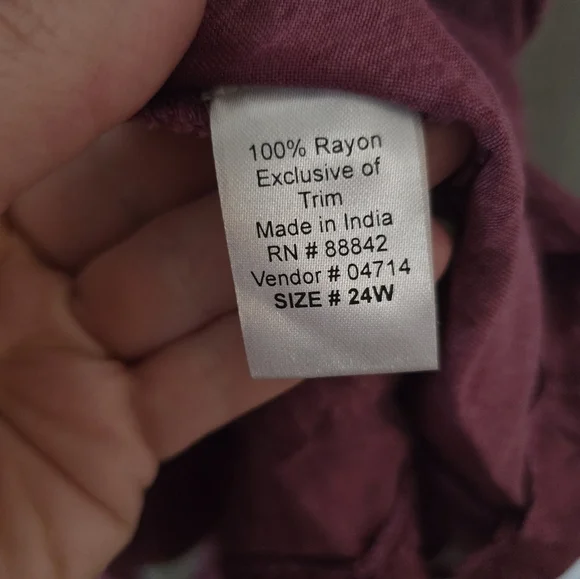 100% Rayon
Exclusive of
Trim
Made in India
RN # 88842
Vendor # 04714
SIZE # 24W